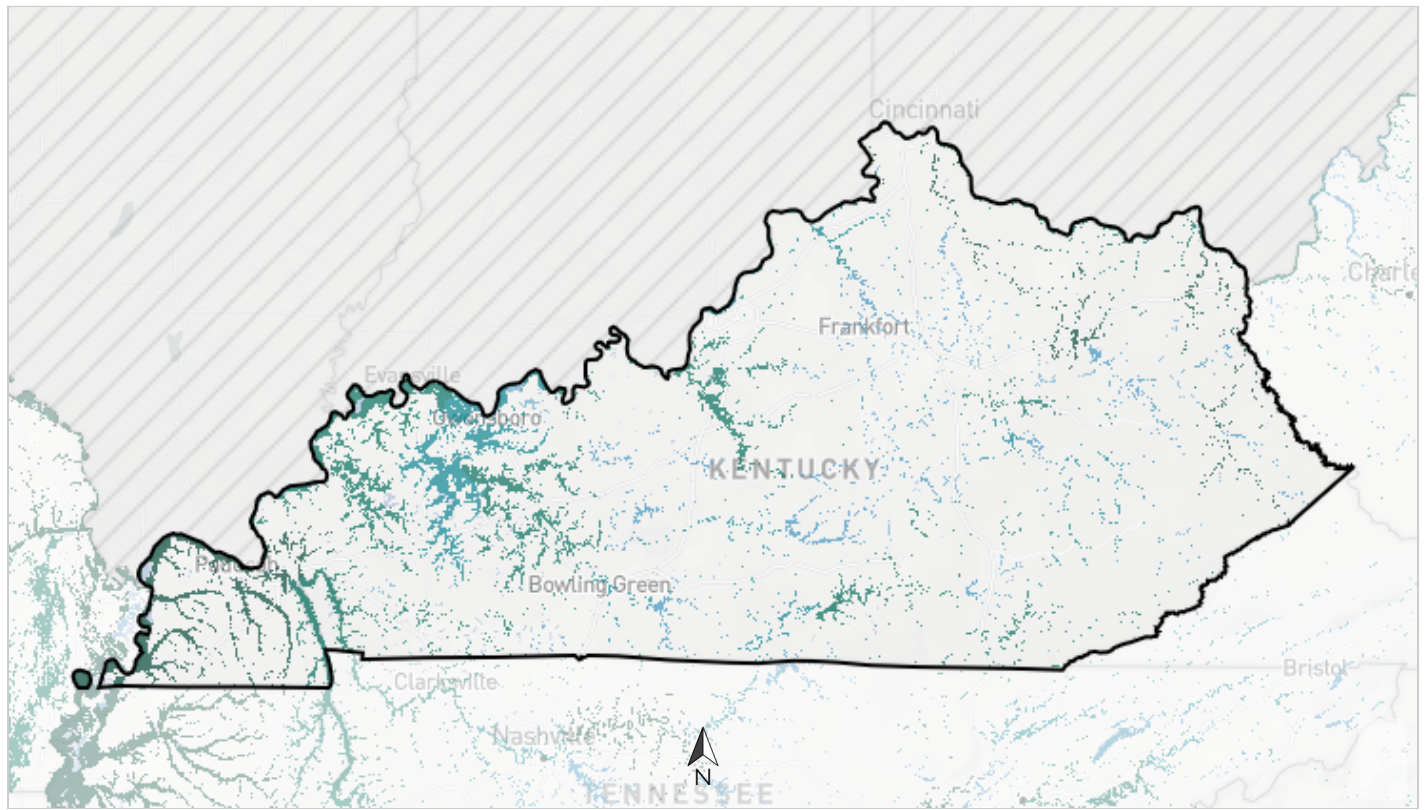 Cincinnati
Charle
Frankfort
Evansville
Owensboro
KENTUCKY
Paducah
Bowling Green
Bristol
Clarksville
Nashville
N
TENNESSEE